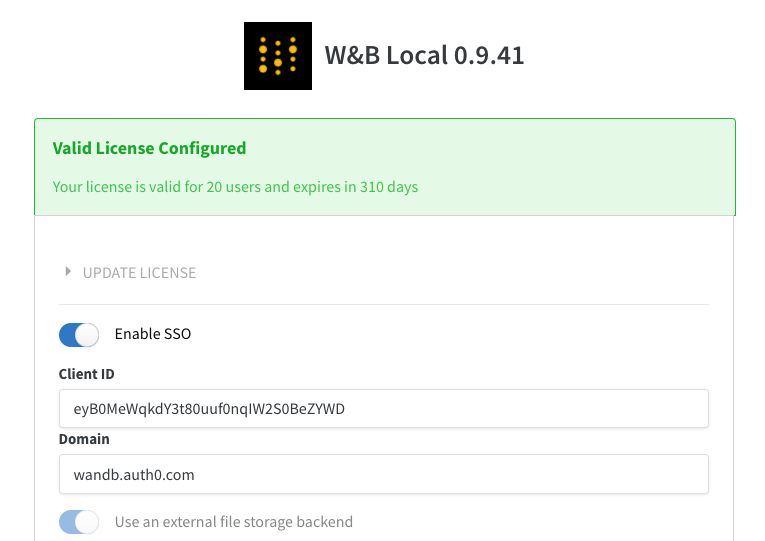 W&B Local 0.9.41
Valid License Configured
Your license is valid for 20 users and expires in 310 days
UPDATE LICENSE
Enable SSO
Client ID
eyB0MeWqkdY3t80uuf0nqIW2S0BeZYWD
Domain
wandb.auth0.com
Use an external file storage backend